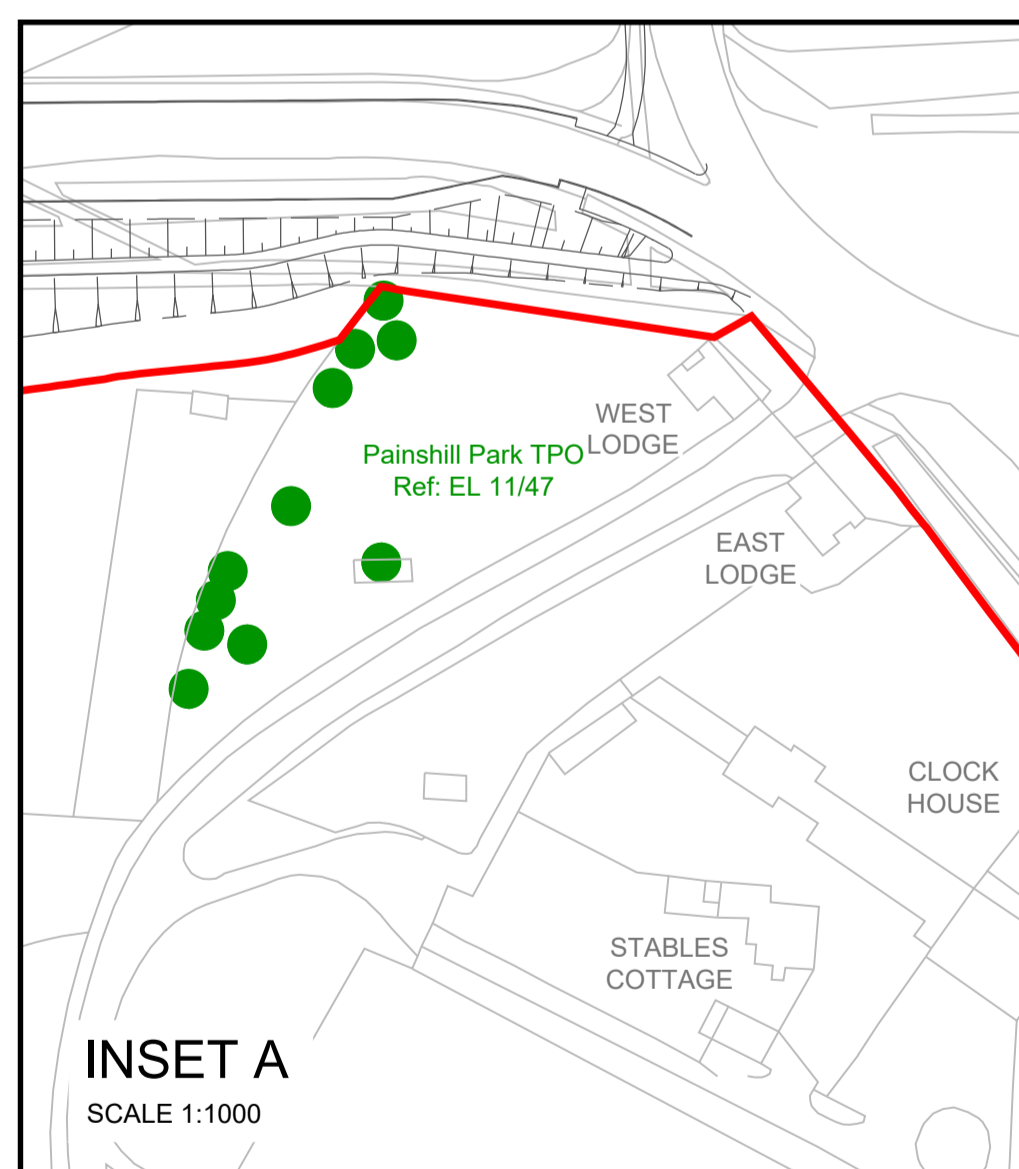 WEST
LODGE
Painshill Park TPO
Ref: EL 11/47
EAST
LODGE
CLOCK
HOUSE
STABLES
COTTAGE
INSET A
SCALE 1:1000